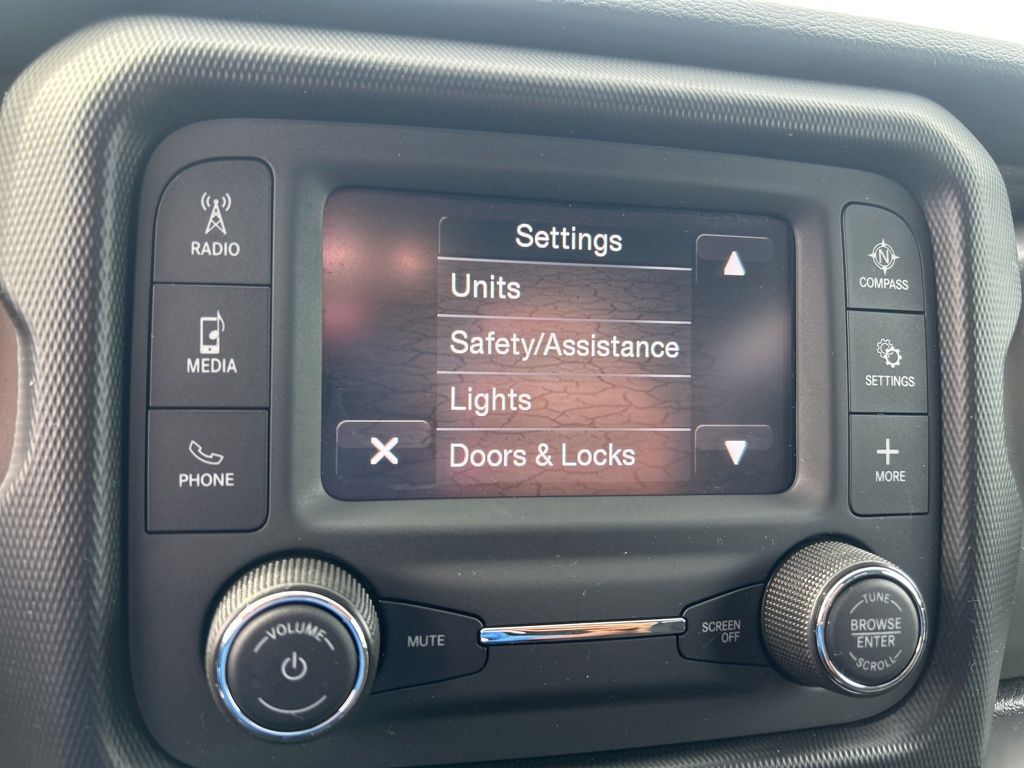 RADIO
MEDIA
PHONE
Settings
Units
Safety/Assistance
Lights
Doors & Locks
N
COMPASS
SETTINGS
MORE
VOLUME
MUTE
SCREEN
OFF
TUNE
BROWSE
ENTER
SCROLL